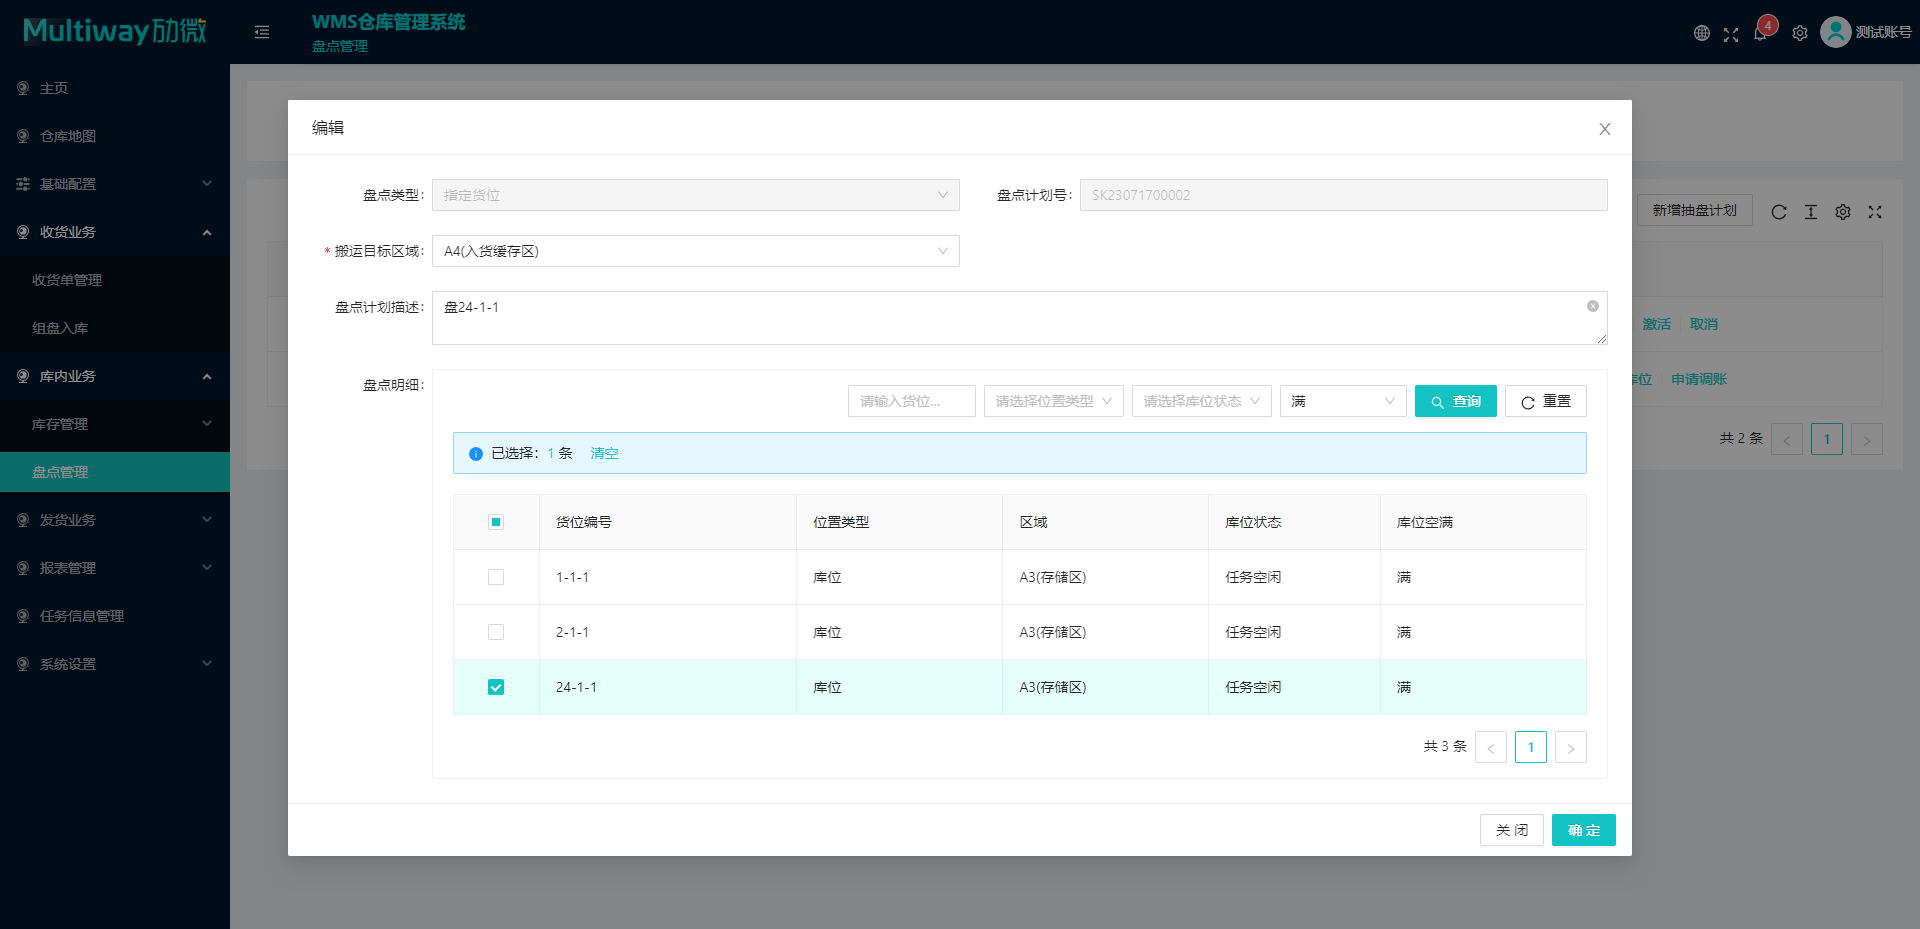 Multiway劢微
WMS仓库管理系统
盘点管理
4
测试账号
主页
仓库地图
基础配置
收货业务
收货单管理
组盘入库
库内业务
库存管理
盘点管理
发货业务
报表管理
任务信息管理
系统设置
新增抽盘计划
激活 取消
库位 申请调账
共 2 条 < 1 >
编辑
盘点类型: 指定货位
盘点计划号: SK23071700002
* 搬运目标区域: A4(入货缓存区)
盘点计划描述: 盘24-1-1
盘点明细:
请输入货位... 请选择位置类型 请选择库位状态 满 查询 重置
已选择: 1 条 清空
货位编号 位置类型 区域 库位状态 库位空满
1-1-1 库位 A3(存储区) 任务空闲 满
2-1-1 库位 A3(存储区) 任务空闲 满
24-1-1 库位 A3(存储区) 任务空闲 满
共 3 条 < 1 >
关 闭 确 定